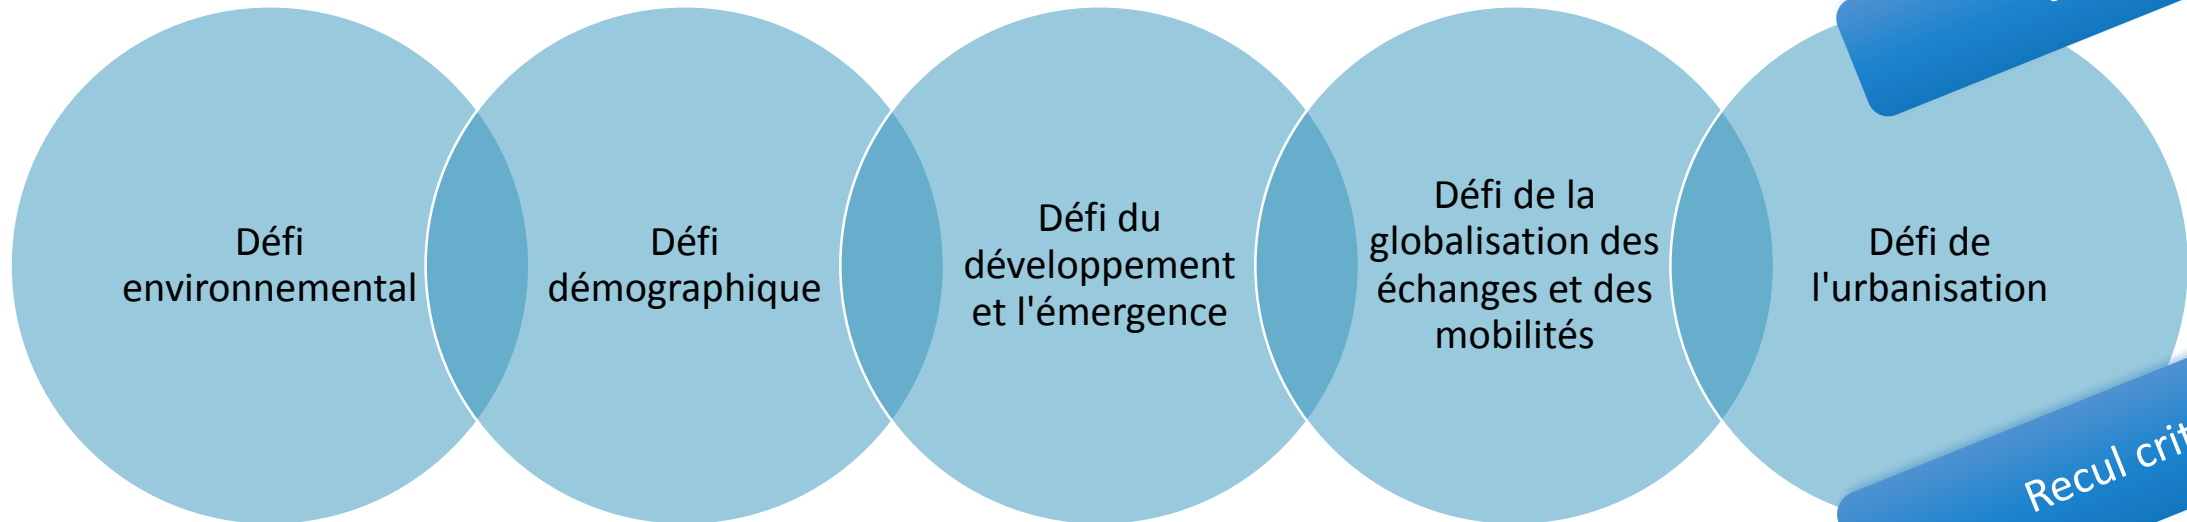 Défi
environnemental
Défi
démographique
Défi du
développement
et l'émergence
Défi de la
globalisation des
échanges et des
mobilités
Défi de
l'urbanisation
Recul